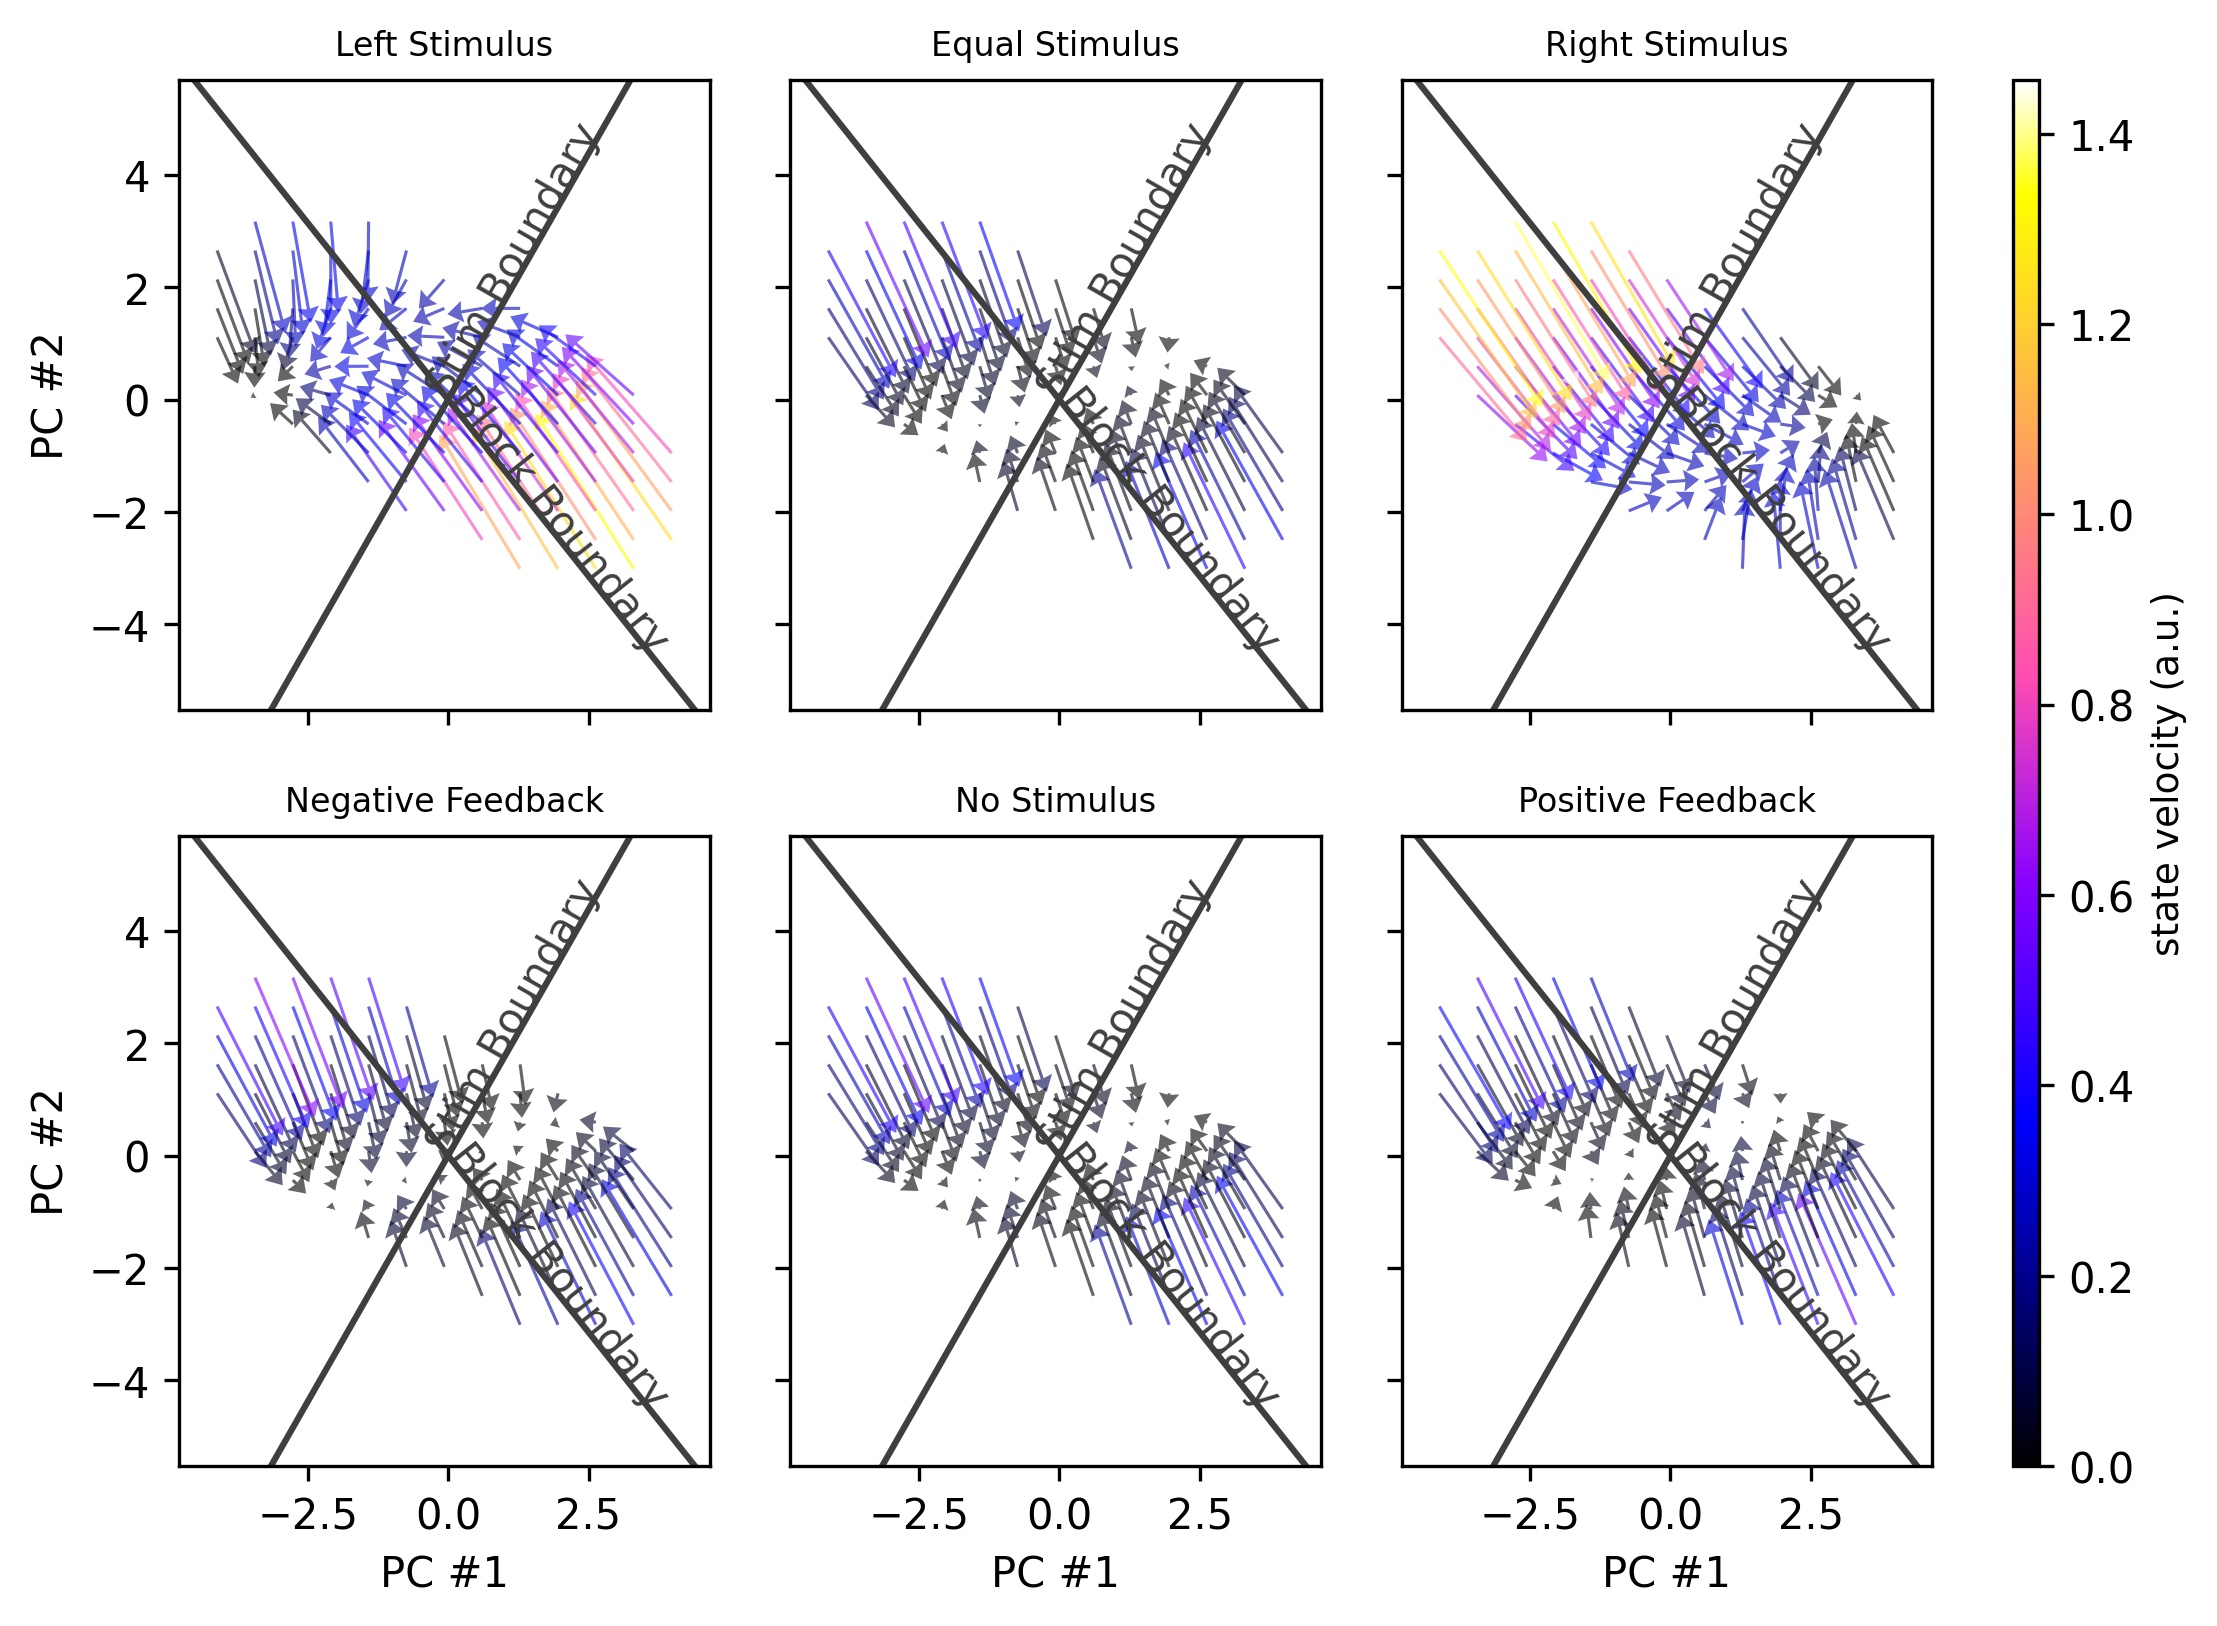 Left Stimulus
Equal Stimulus
Right Stimulus
PC #2
4
2
0
−2
−4
Stim Boundary
Block Boundary
Stim Boundary
Block Boundary
Stim Boundary
Block Boundary
1.4
1.2
1.0
0.8
0.6
0.4
0.2
0.0
state velocity (a.u.)
Negative Feedback
No Stimulus
Positive Feedback
PC #2
4
2
0
−2
−4
Stim Boundary
Block Boundary
Stim Boundary
Block Boundary
Stim Boundary
Block Boundary
−2.5 0.0 2.5
−2.5 0.0 2.5
−2.5 0.0 2.5
PC #1
PC #1
PC #1